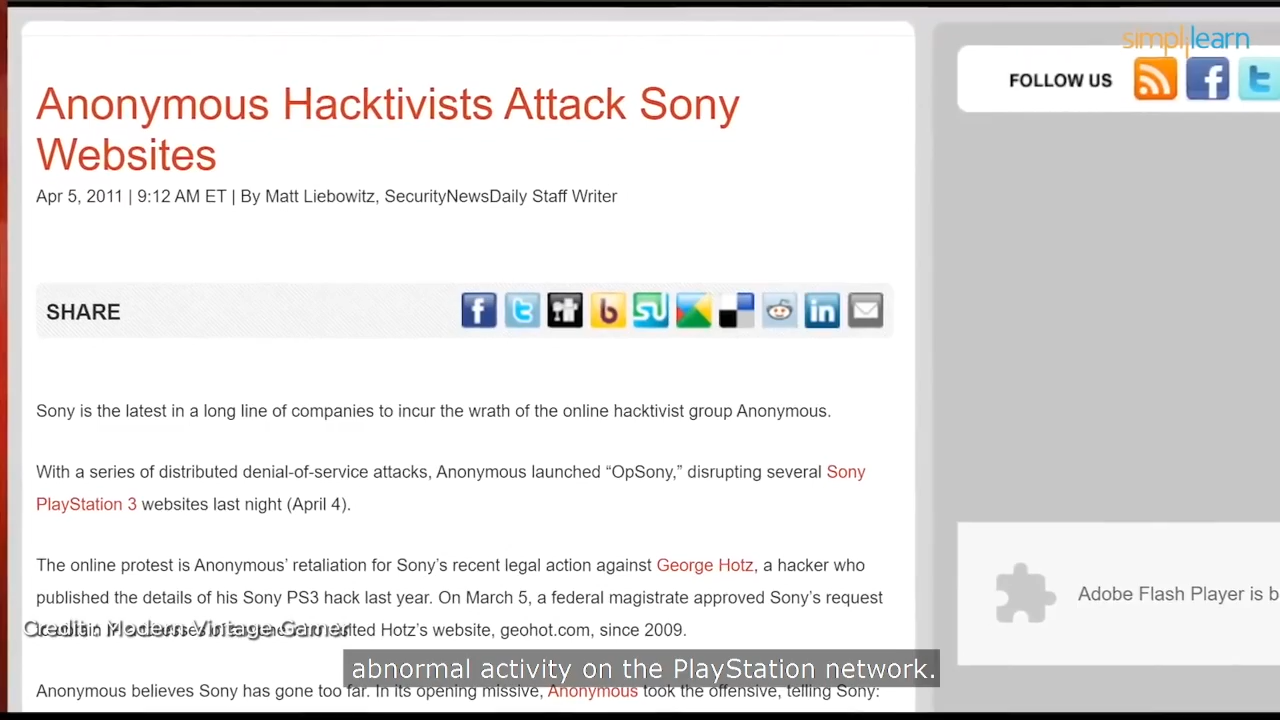 simplilearn
Anonymous Hacktivists Attack Sony
Websites
Apr 5, 2011 | 9:12 AM ET | By Matt Liebowitz, SecurityNewsDaily Staff Writer
FOLLOW US
SHARE
Sony is the latest in a long line of companies to incur the wrath of the online hacktivist group Anonymous.
With a series of distributed denial-of-service attacks, Anonymous launched “OpSony,” disrupting several Sony
PlayStation 3 websites last night (April 4).
The online protest is Anonymous’ retaliation for Sony’s recent legal action against George Hotz, a hacker who
published the details of his Sony PS3 hack last year. On March 5, a federal magistrate approved Sony’s request
Hotz’s website, geohot.com, since 2009.
Credit: Modern Vintage Gamer
Adobe Flash Player is b
abnormal activity on the PlayStation network.
Anonymous believes Sony has gone too far. In its opening missive, Anonymous took the offensive, telling Sony: